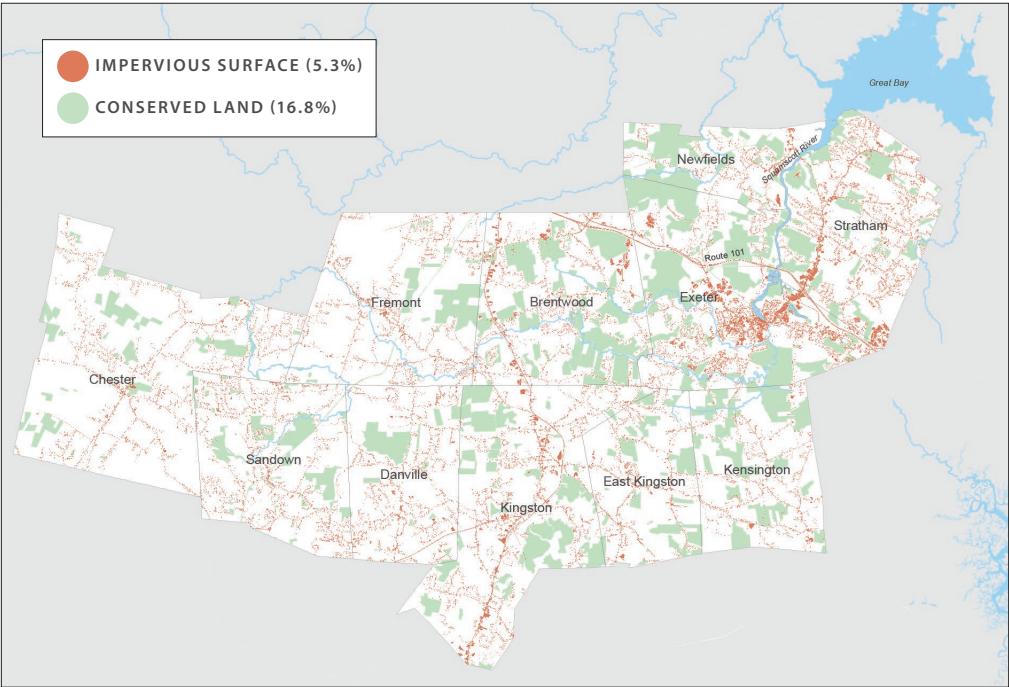 IMPERVIOUS SURFACE (5.3%)
CONSERVED LAND (16.8%)
Great Bay
Newfields
Squamscott River
Stratham
Route 101
Fremont
Brentwood
Exeter
Chester
Sandown
Danville
Kensington
East Kingston
Kingston